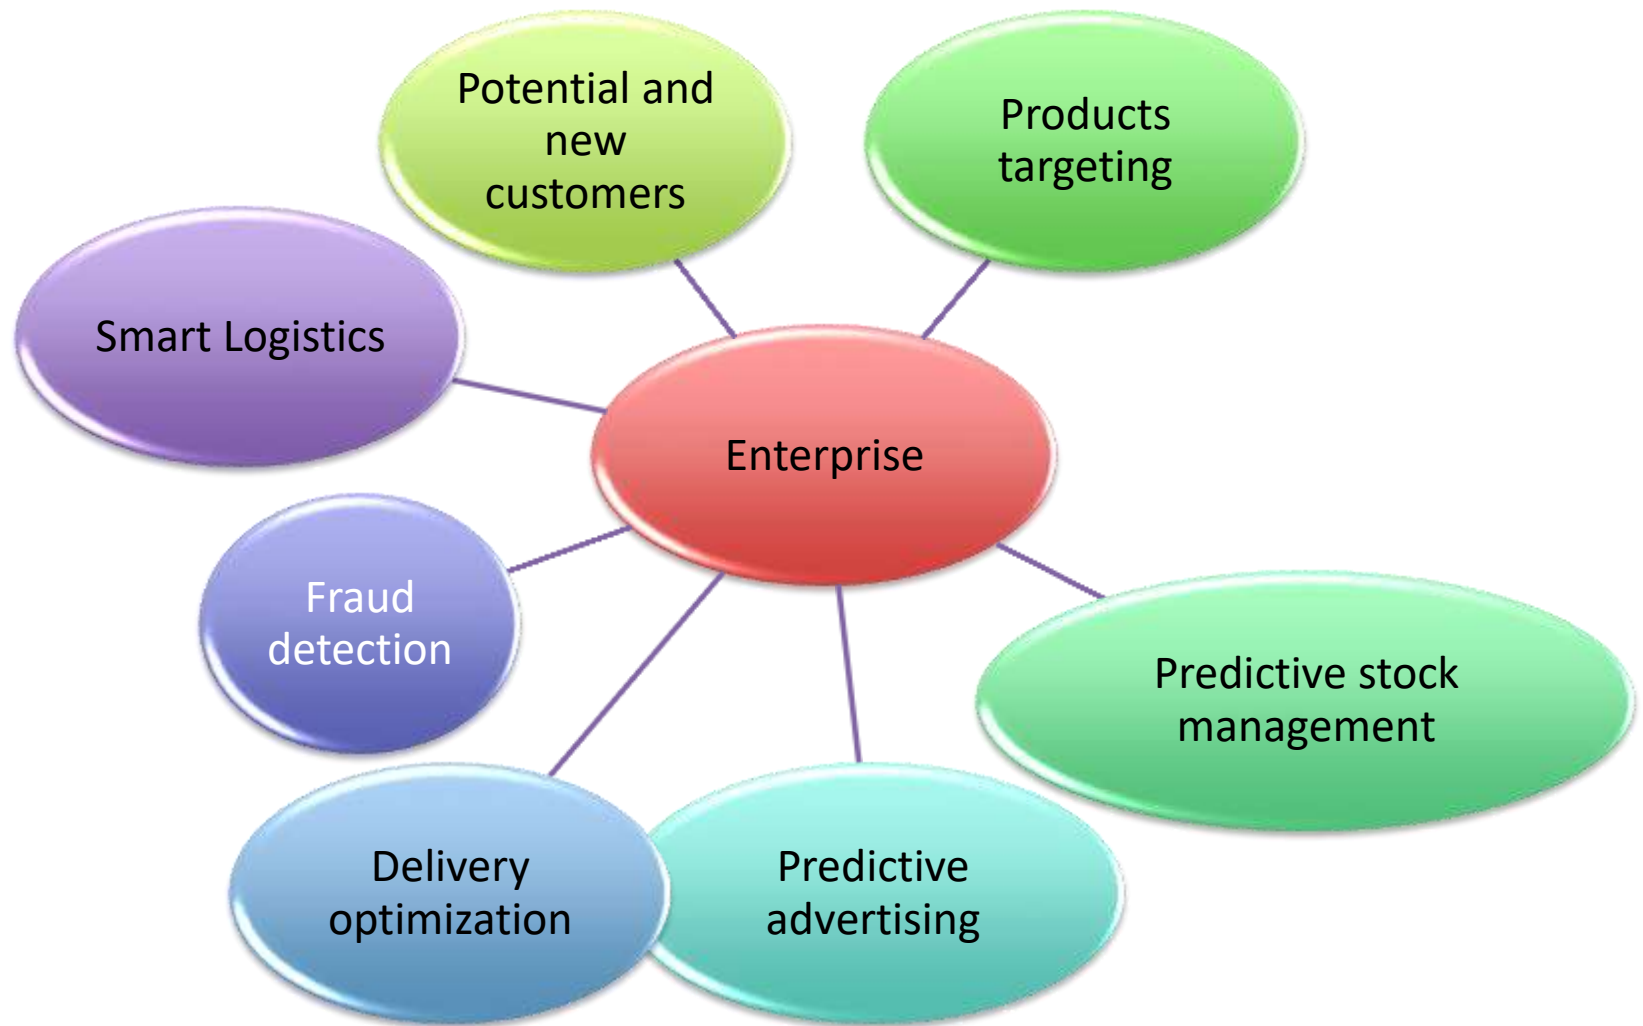 Potential and
new
customers
Products
targeting
Smart Logistics
Enterprise
Fraud
detection
Predictive stock
management
Delivery
optimization
Predictive
advertising